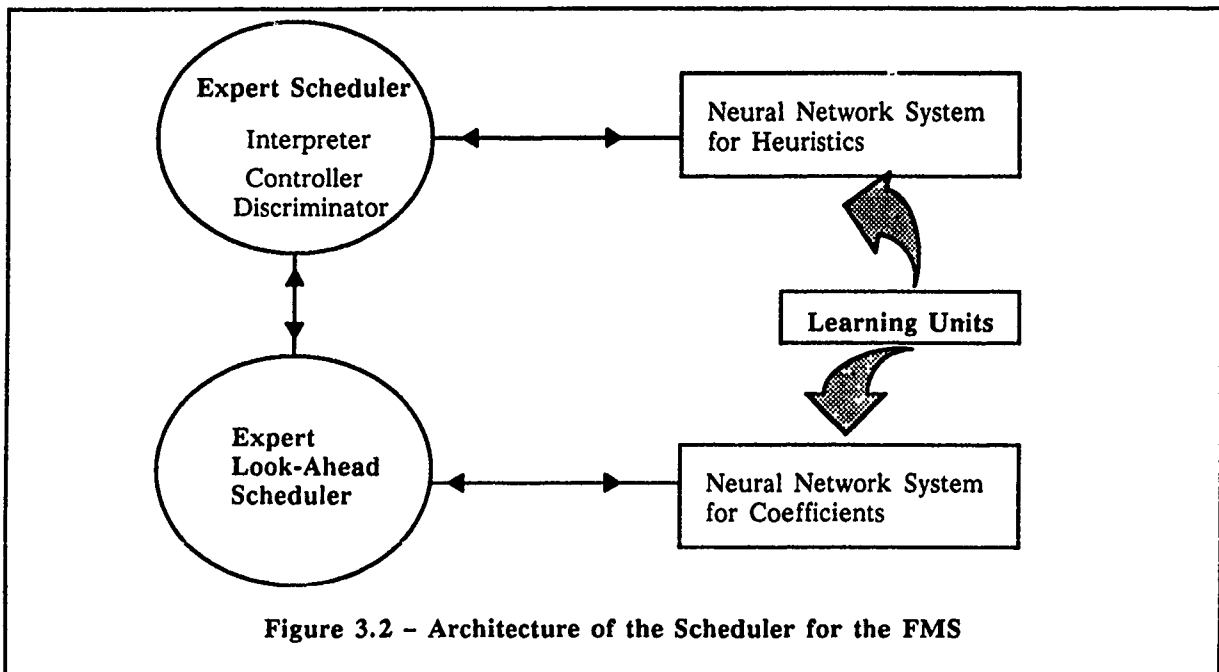 Expert Scheduler
Interpreter
Controller
Discriminator
Neural Network System
for Heuristics
Learning Units
Expert
Look-Ahead
Scheduler
Neural Network System
for Coefficients
Figure 3.2 – Architecture of the Scheduler for the FMS